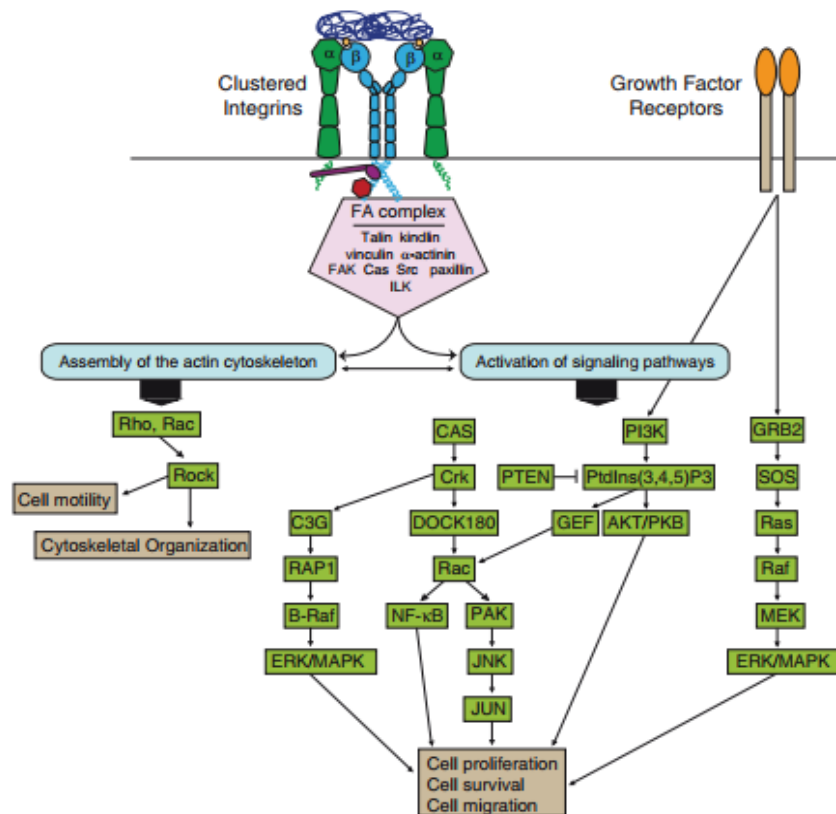 α β β α
Clustered
Integrins
Growth Factor
Receptors
FA complex
Talin kindlin
vinculin α-actinin
FAK Cas Src paxillin
ILK
Assembly of the actin cytoskeleton
Activation of signaling pathways
Rho, Rac
Rock
Cell motility
Cytoskeletal Organization
CAS
Crk
C3G
DOCK180
RAP1
Rac
B-Raf
NF-κB
PAK
ERK/MAPK
JNK
JUN
PI3K
PTEN
PtdIns(3,4,5)P3
GEF
AKT/PKB
GRB2
SOS
Ras
Raf
MEK
ERK/MAPK
Cell proliferation
Cell survival
Cell migration